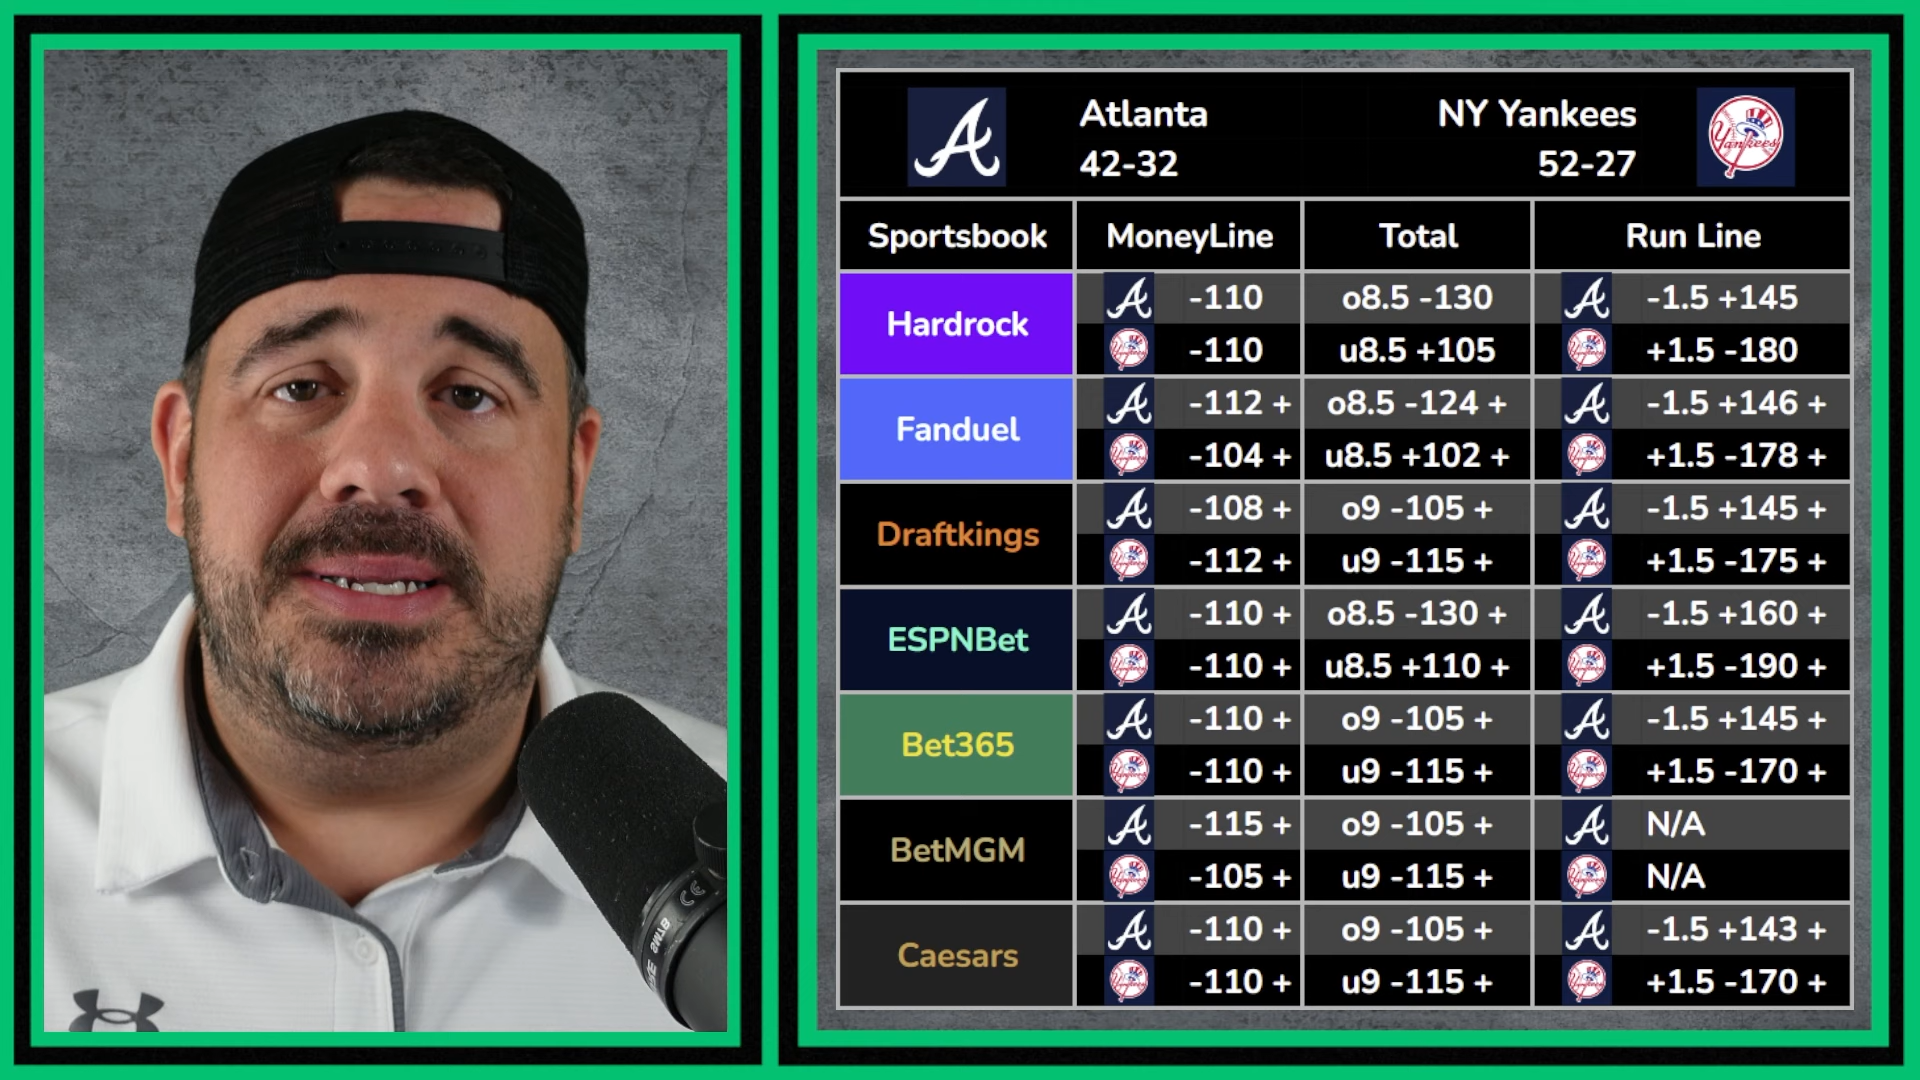 Atlanta
42-32
NY Yankees
52-27
Sportsbook MoneyLine Total Run Line
Hardrock
-110 o8.5 -130 -1.5 +145
-110 u8.5 +105 +1.5 -180
Fanduel
-112 + o8.5 -124 + -1.5 +146 +
-104 + u8.5 +102 + +1.5 -178 +
Draftkings
-108 + o9 -105 + -1.5 +145 +
-112 + u9 -115 + +1.5 -175 +
ESPNBet
-110 + o8.5 -130 + -1.5 +160 +
-110 + u8.5 +110 + +1.5 -190 +
Bet365
-110 + o9 -105 + -1.5 +145 +
-110 + u9 -115 + +1.5 -170 +
BetMGM
-115 + o9 -105 + N/A
-105 + u9 -115 + N/A
Caesars
-110 + o9 -105 + -1.5 +143 +
-110 + u9 -115 + +1.5 -170 +
Yankees
CE